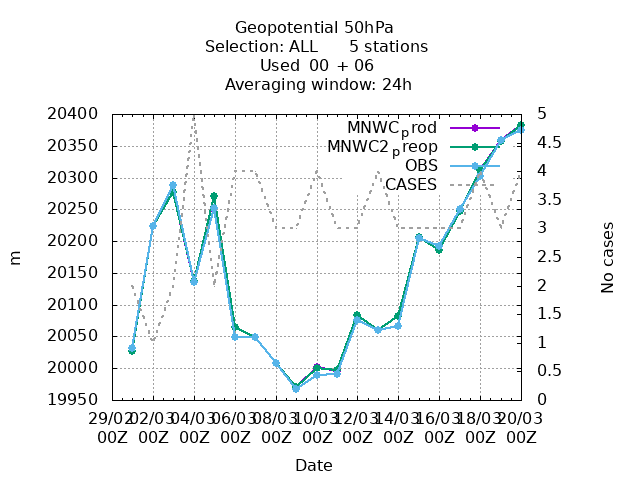 Geopotential 50hPa
Selection: ALL 5 stations
Used 00 + 06
Averaging window: 24h
20400 5
MNWC_prod
20350 4.5
MNWC2_preop
OBS
20300 4
CASES
20250 3.5
20200 3
m No cases
20150 2.5
20100 2
20050 1.5
20000 1
19950 0.5
0
29/02 02/03 04/03 06/03 08/03 10/03 12/03 14/03 16/03 18/03 20/03
00Z 00Z 00Z 00Z 00Z 00Z 00Z 00Z 00Z 00Z 00Z
Date